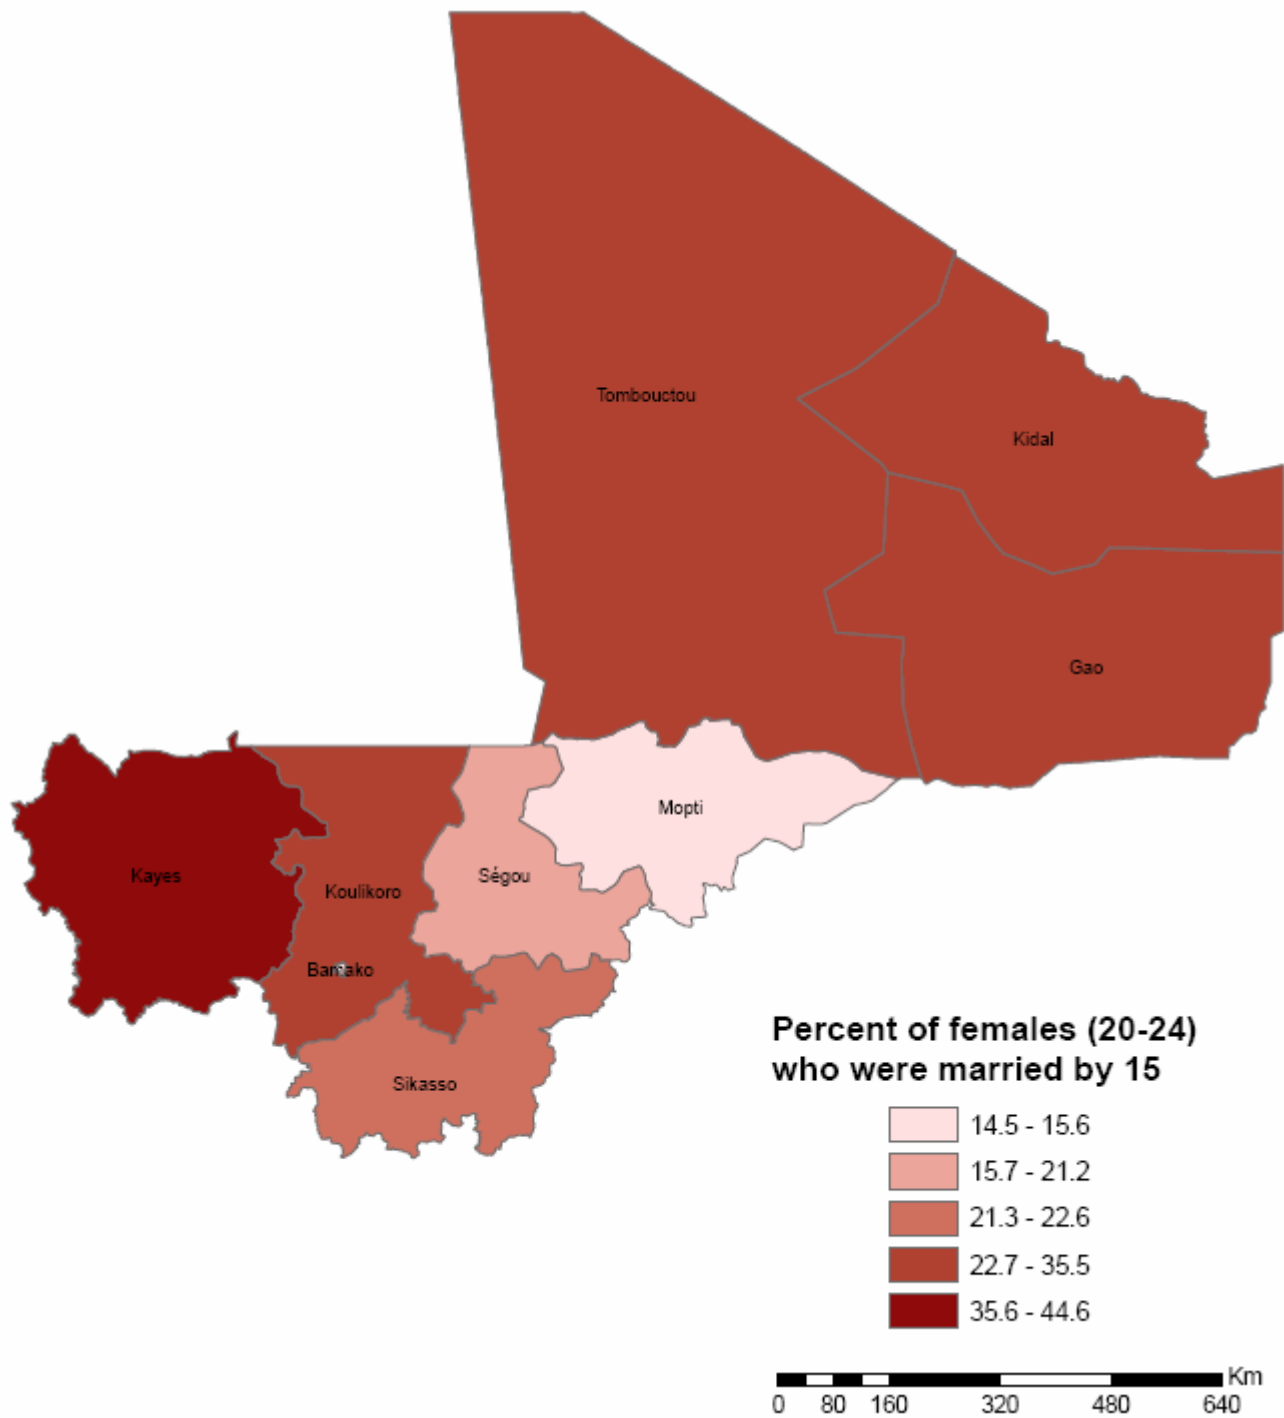 Tombouctou
Kidal
Gao
Mopti
Kayes
Ségou
Koulikoro
Bamako
Sikasso
Percent of females (20-24)
who were married by 15
14.5 - 15.6
15.7 - 21.2
21.3 - 22.6
22.7 - 35.5
35.6 - 44.6
Km
0 80 160 320 480 640